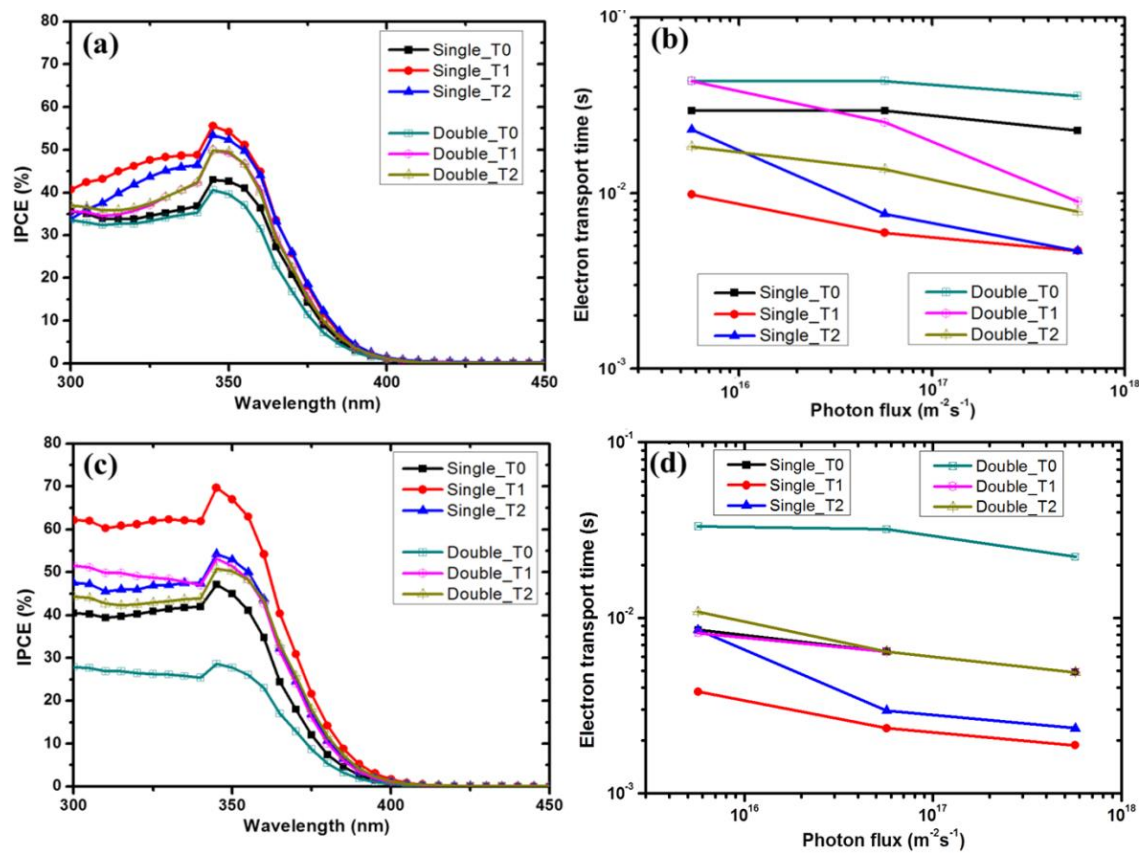 (a)
80
70
60
50
40
30
20
10
0
IPCE (%)
300 350 400 450
Wavelength (nm)
Single_T0
Single_T1
Single_T2
Double_T0
Double_T1
Double_T2
(b)
10⁻¹
10⁻²
10⁻³
Electron transport time (s)
10¹⁶ 10¹⁷ 10¹⁸
Photon flux (m⁻²s⁻¹)
Single_T0
Single_T1
Single_T2
Double_T0
Double_T1
Double_T2
(c)
80
70
60
50
40
30
20
10
0
IPCE (%)
300 350 400 450
Wavelength (nm)
Single_T0
Single_T1
Single_T2
Double_T0
Double_T1
Double_T2
(d)
10⁻¹
10⁻²
10⁻³
Electron transport time (s)
10¹⁶ 10¹⁷ 10¹⁸
Photon flux (m⁻²s⁻¹)
Single_T0
Single_T1
Single_T2
Double_T0
Double_T1
Double_T2